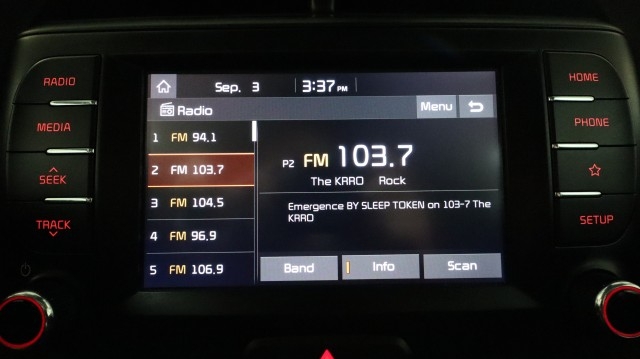 RADIO
MEDIA
SEEK
TRACK
Sep. 3 3:37 PM
Radio Menu
1 FM 94.1
2 FM 103.7
3 FM 104.5
4 FM 96.9
5 FM 106.9
P2 FM 103.7
The KRRO Rock
Emergence BY SLEEP TOKEN on 103-7 The
KRRO
Band Info Scan
HOME
PHONE
SETUP